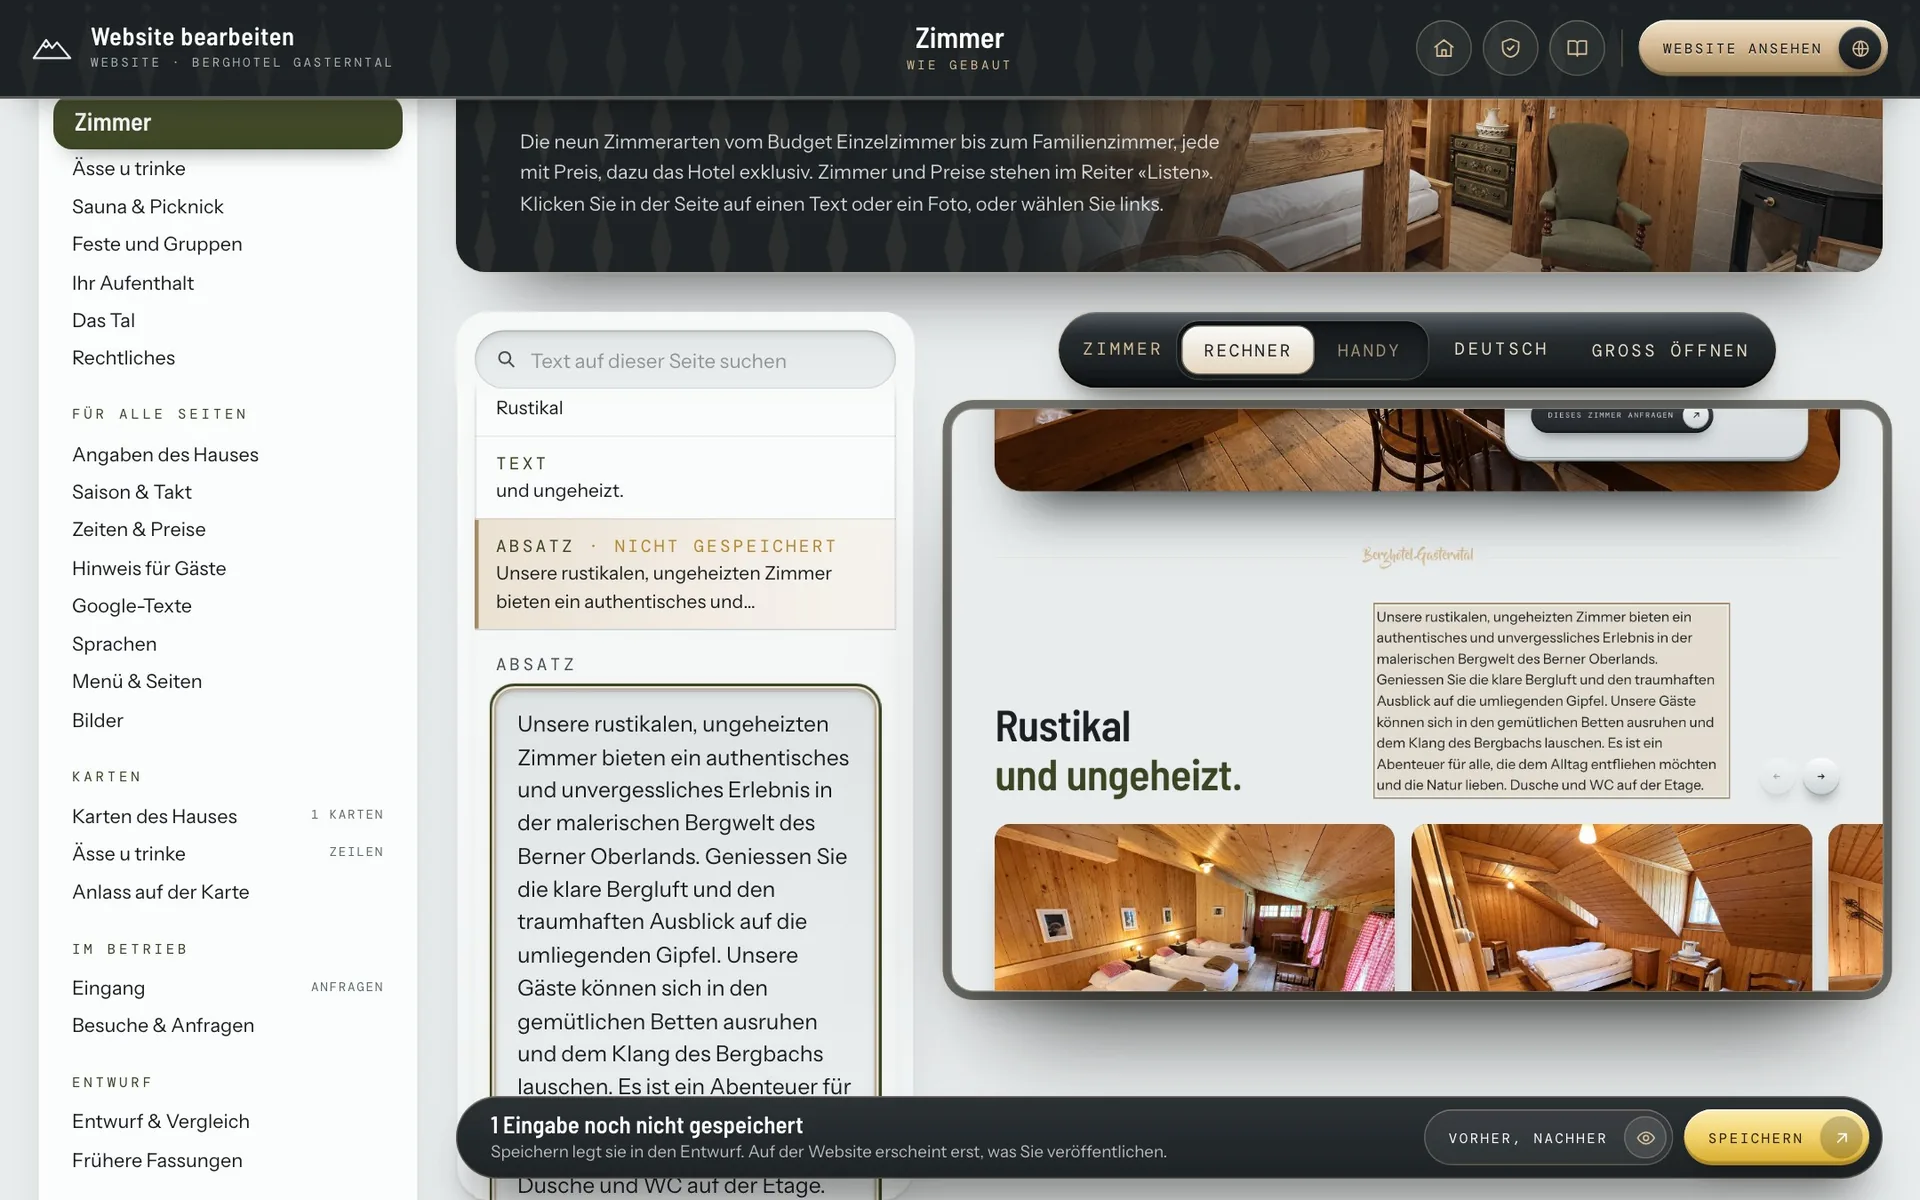 Website bearbeiten
WEBSITE · BERGHOTEL GASTERNTAL
Zimmer
WIE GEBAUT
WEBSITE ANSEHEN
Zimmer
Ässe u trinke
Sauna & Picknick
Feste und Gruppen
Ihr Aufenthalt
Das Tal
Rechtliches
FÜR ALLE SEITEN
Angaben des Hauses
Saison & Takt
Zeiten & Preise
Hinweis für Gäste
Google-Texte
Sprachen
Menü & Seiten
Bilder
KARTEN
Karten des Hauses 1 KARTEN
Ässe u trinke ZEILEN
Anlass auf der Karte
IM BETRIEB
Eingang ANFRAGEN
Besuche & Anfragen
ENTWURF
Entwurf & Vergleich
Frühere Fassungen
Die neun Zimmerarten vom Budget Einzelzimmer bis zum Familienzimmer, jede
mit Preis, dazu das Hotel exklusiv. Zimmer und Preise stehen im Reiter «Listen».
Klicken Sie in der Seite auf einen Text oder ein Foto, oder wählen Sie links.
Text auf dieser Seite suchen
Rustikal
TEXT
und ungeheizt.
ABSATZ · NICHT GESPEICHERT
Unsere rustikalen, ungeheizten Zimmer
bieten ein authentisches und...
ABSATZ
Unsere rustikalen, ungeheizten
Zimmer bieten ein authentisches
und unvergessliches Erlebnis in
der malerischen Bergwelt des
Berner Oberlands. Geniessen Sie
die klare Bergluft und den
traumhaften Ausblick auf die
umliegenden Gipfel. Unsere
Gäste können sich in den
gemütlichen Betten ausruhen
und dem Klang des Bergbachs
lauschen. Es ist ein Abenteuer für
Dusche und WC auf der Etage.
ZIMMER RECHNER HANDY DEUTSCH GROSS ÖFFNEN
DIESES ZIMMER ANFRAGEN
Berghotel Gasterntal
Unsere rustikalen, ungeheizten Zimmer bieten ein
authentisches und unvergessliches Erlebnis in der
malerischen Bergwelt des Berner Oberlands.
Geniessen Sie die klare Bergluft und den traumhaften
Ausblick auf die umliegenden Gipfel. Unsere Gäste
können sich in den gemütlichen Betten ausruhen und
dem Klang des Bergbachs lauschen. Es ist ein
Abenteuer für alle, die dem Alltag entfliehen möchten
und die Natur lieben. Dusche und WC auf der Etage.
Rustikal
und ungeheizt.
1 Eingabe noch nicht gespeichert
Speichern legt sie in den Entwurf. Auf der Website erscheint erst, was Sie veröffentlichen.
VORHER, NACHHER
SPEICHERN